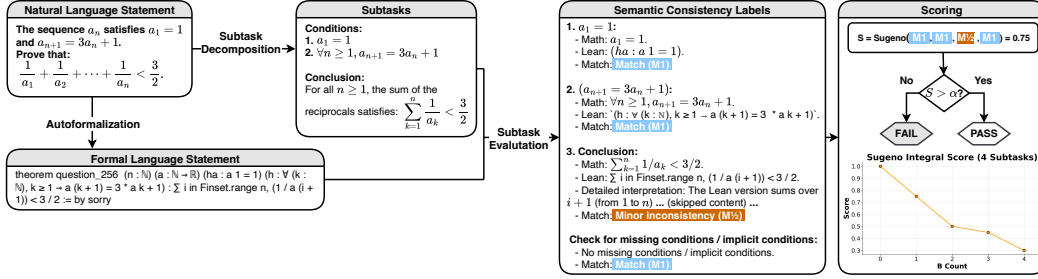 Natural Language Statement
The sequence aₙ satisfies a₁ = 1
and aₙ₊₁ = 3aₙ + 1.
Prove that:
1/a₁ + 1/a₂ + ··· + 1/aₙ < 3/2.
Autoformalization
Formal Language Statement
theorem question_256 (n : ℕ) (a : ℕ → ℝ) (ha : a 1 = 1) (h : ∀ (k :
ℕ), k ≥ 1 → a (k + 1) = 3 * a k + 1) : ∑ i in Finset.range n, (1 / a (i +
1)) < 3 / 2 := by sorry
Subtask
Decomposition
Subtasks
Conditions:
1. a₁ = 1
2. ∀n ≥ 1, aₙ₊₁ = 3aₙ + 1
Conclusion:
For all n ≥ 1, the sum of the
reciprocals satisfies: ∑ₖ₌₁ⁿ 1/aₖ < 3/2
Subtask
Evalutation
Semantic Consistency Labels
1. a₁ = 1:
- Math: a₁ = 1.
- Lean: (ha : a 1 = 1).
- Match: Match (M1)
2. (aₙ₊₁ = 3aₙ + 1):
- Math: ∀n ≥ 1, aₙ₊₁ = 3aₙ + 1.
- Lean: `(h : ∀ (k : ℕ), k ≥ 1 → a (k + 1) = 3 * a k + 1)`.
- Match: Match (M1)
3. Conclusion:
- Math: ∑ₖ₌₁ⁿ 1/aₖ < 3/2.
- Lean: ∑ i in Finset.range n, (1 / a (i + 1)) < 3 / 2.
- Detailed interpretation: The Lean version sums over
i + 1 (from 1 to n) ... (skipped content) ...
- Match: Minor inconsistency (M½)
Check for missing conditions / implicit conditions:
- No missing conditions / implicit conditions.
- Match: Match (M1)
Scoring
S = Sugeno( M1 , M1 , M½ , M1 ) = 0.75
No
Yes
S > α?
FAIL
PASS
Sugeno Integral Score (4 Subtasks)
Score
1.0
0.9
0.8
0.7
0.6
0.5
0.4
0.3
0
1
2
3
4
B Count